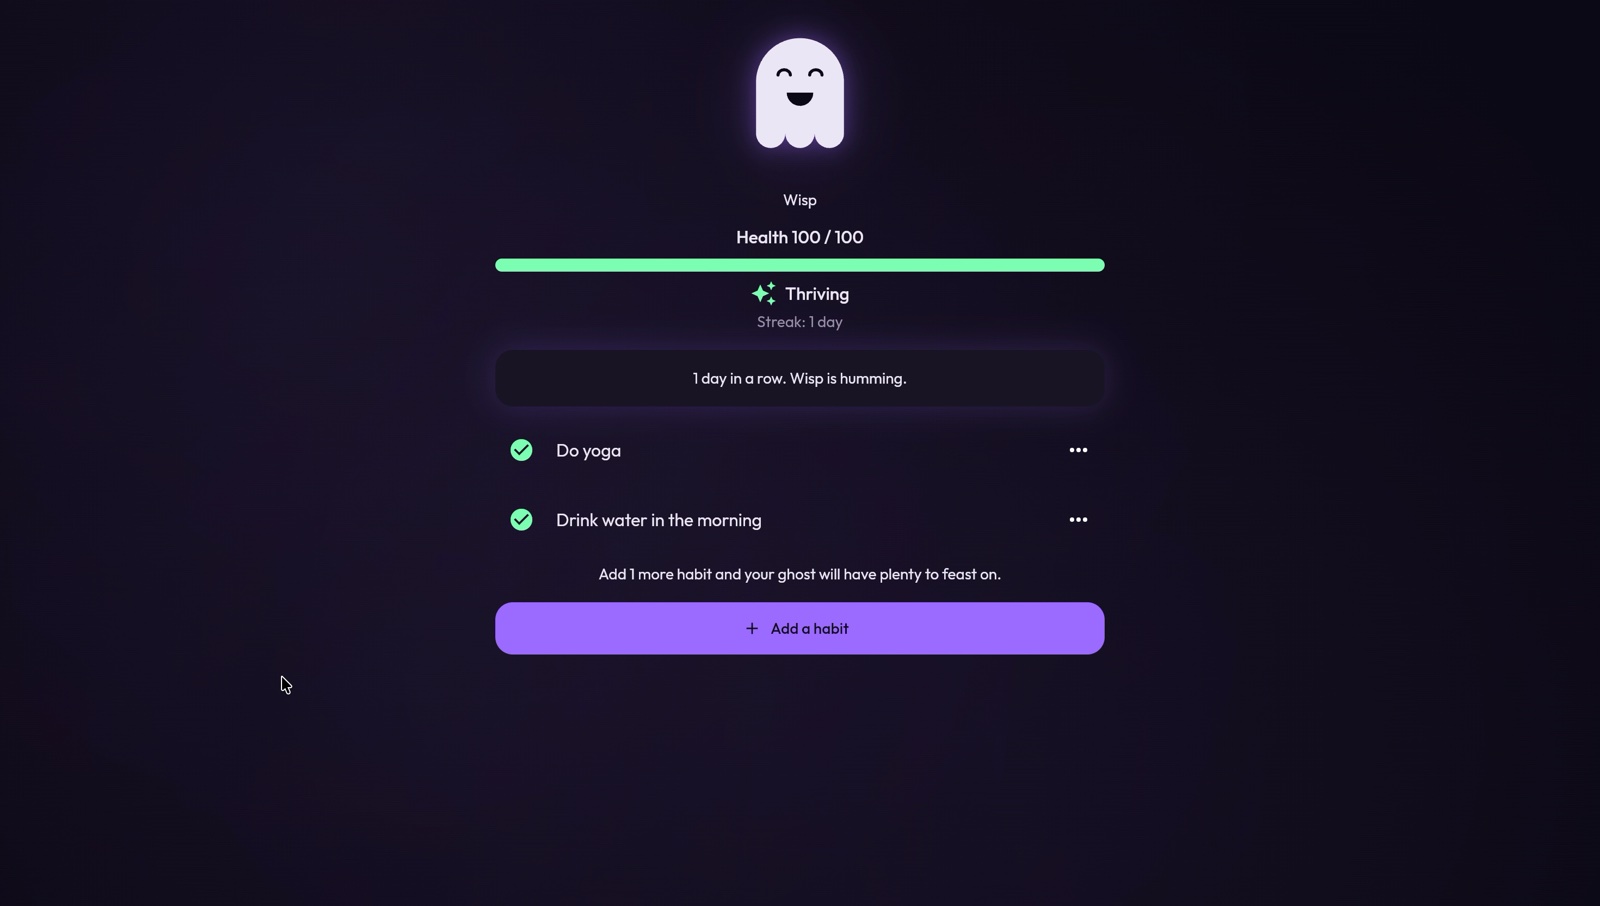 Wisp
Health 100 / 100
Thriving
Streak: 1 day
1 day in a row. Wisp is humming.
Do yoga
Drink water in the morning
Add 1 more habit and your ghost will have plenty to feast on.
+ Add a habit